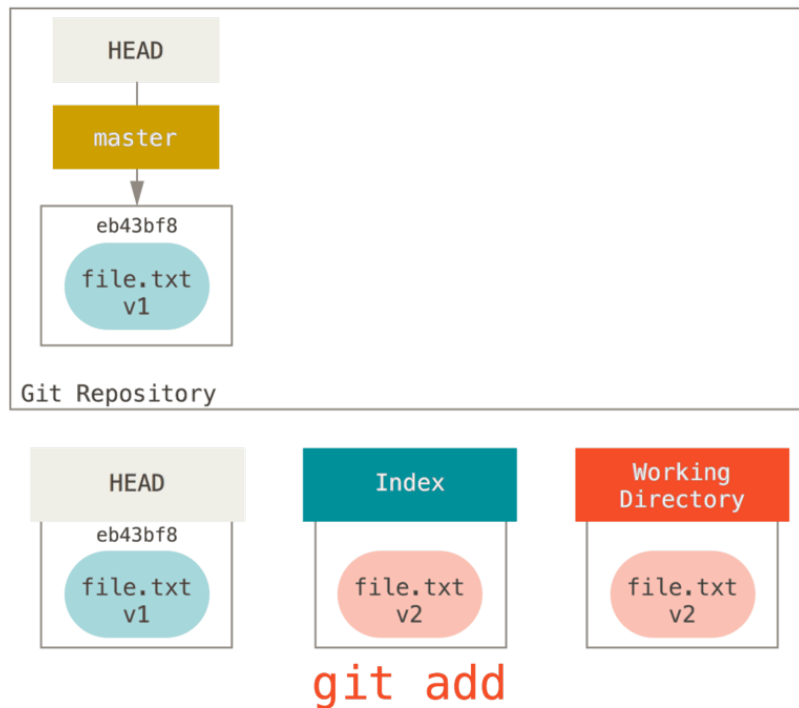 HEAD
master
eb43bf8
file.txt
v1
Git Repository
HEAD
Index
Working
Directory
eb43bf8
file.txt
v1
file.txt
v2
file.txt
v2
git add